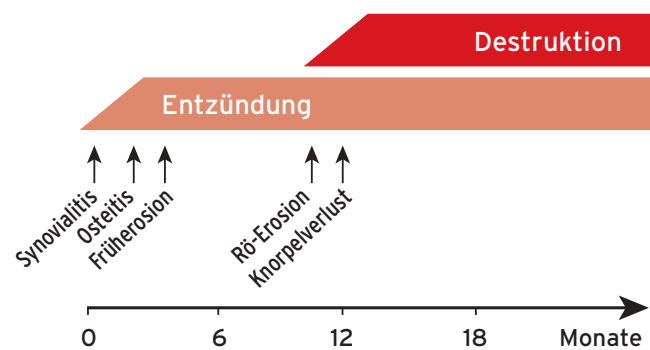 Destruktion
Entzündung
Synovialitis
Osteitis
Früherosion
Rö-Erosion
Knorpelverlust
0 6 12 18 Monate